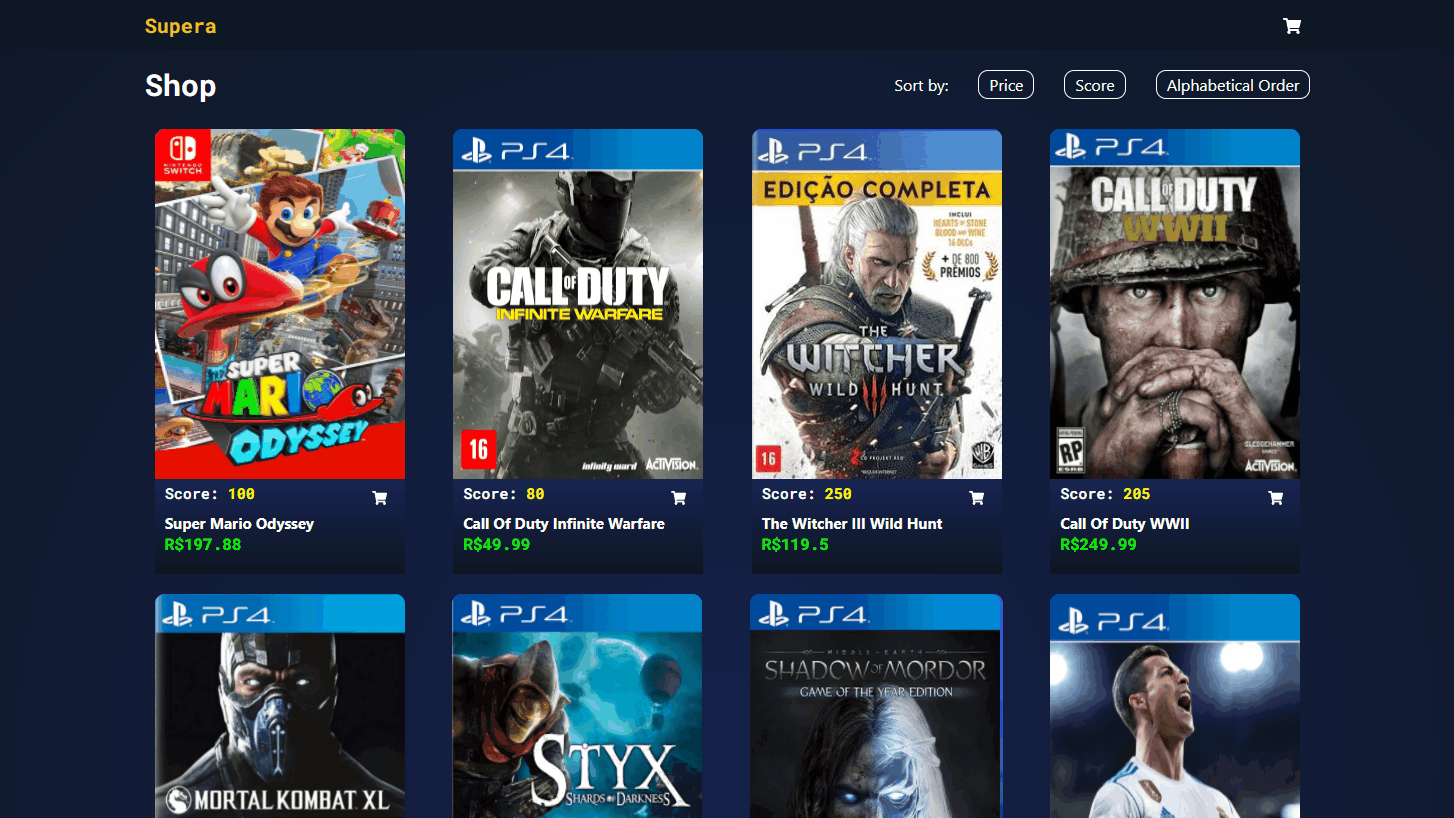 Supera
Shop
Sort by:
Price
Score
Alphabetical Order
NINTENDO
SWITCH
SUPER
MARIO
ODYSSEY
PS4
CALL OF DUTY
INFINITE WARFARE
16
infinity ward
ACTIVISION.
PS4
EDIÇÃO COMPLETA
INCLUI
HEARTS OF STONE
BLOOD AND WINE
16 DLCs
+ DE 800
PRÊMIOS
THE
WITCHER
WILD HUNT
16
CD PROJEKT RED
WB
GAMES
PS4
CALL OF DUTY
WWII
RP
ESRB
SLEDGEHAMMER
GAMES
ACTIVISION.
Score: 100
Super Mario Odyssey
R$197.88
Score: 80
Call Of Duty Infinite Warfare
R$49.99
Score: 250
The Witcher III Wild Hunt
R$119.5
Score: 205
Call Of Duty WWII
R$249.99
PS4
MORTAL KOMBAT XL
PS4
STYX
SHARDS OF DARKNESS
PS4
MIDDLE-EARTH
SHADOW OF MORDOR
GAME OF THE YEAR EDITION
PS4